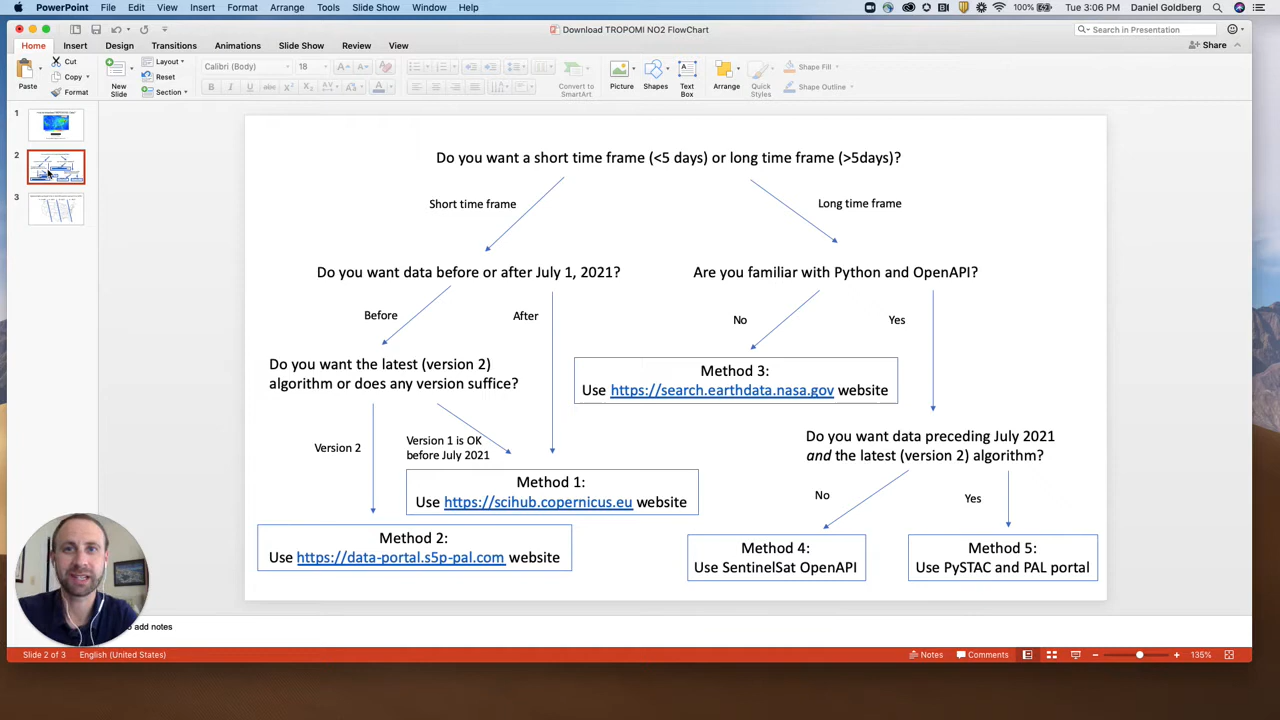 PowerPoint File Edit View Insert Format Arrange Tools Slide Show Window Help
100% Tue 3:06 PM Daniel Goldberg
Download TROPOMI NO2 FlowChart
Search in Presentation
Home Insert Design Transitions Animations Slide Show Review View
Share
Paste
Cut
Copy
Format
New Slide
Layout
Reset
Section
Calibri (Body)
18
Convert to SmartArt
Picture
Shapes
Text Box
Arrange
Quick Styles
Shape Fill
Shape Outline
1
2
3
Do you want a short time frame (<5 days) or long time frame (>5days)?
Short time frame
Long time frame
Do you want data before or after July 1, 2021?
Are you familiar with Python and OpenAPI?
Before
After
No
Yes
Do you want the latest (version 2)
algorithm or does any version suffice?
Method 3:
Use https://search.earthdata.nasa.gov website
Version 2
Version 1 is OK
before July 2021
Do you want data preceding July 2021
and the latest (version 2) algorithm?
Method 1:
Use https://scihub.copernicus.eu website
No
Yes
Method 2:
Use https://data-portal.s5p-pal.com website
Method 4:
Use SentinelSat OpenAPI
Method 5:
Use PySTAC and PAL portal
add notes
Slide 2 of 3 English (United States)
Notes Comments 135%